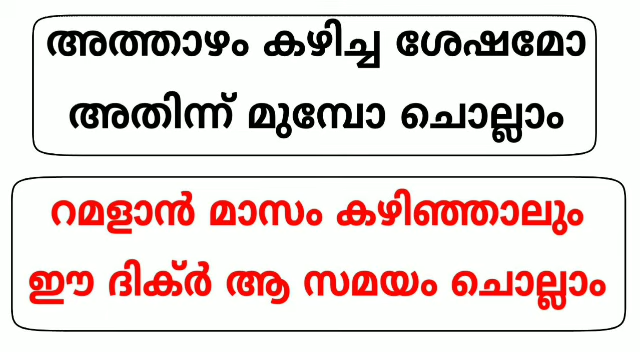 അത്താഴം കഴിച്ച ശേഷമോ
അതിന്ന് മുമ്പോ ചൊല്ലാം
റമളാൻ മാസം കഴിഞ്ഞാലും
ഈ ദിക്ർ ആ സമയം ചൊല്ലാം